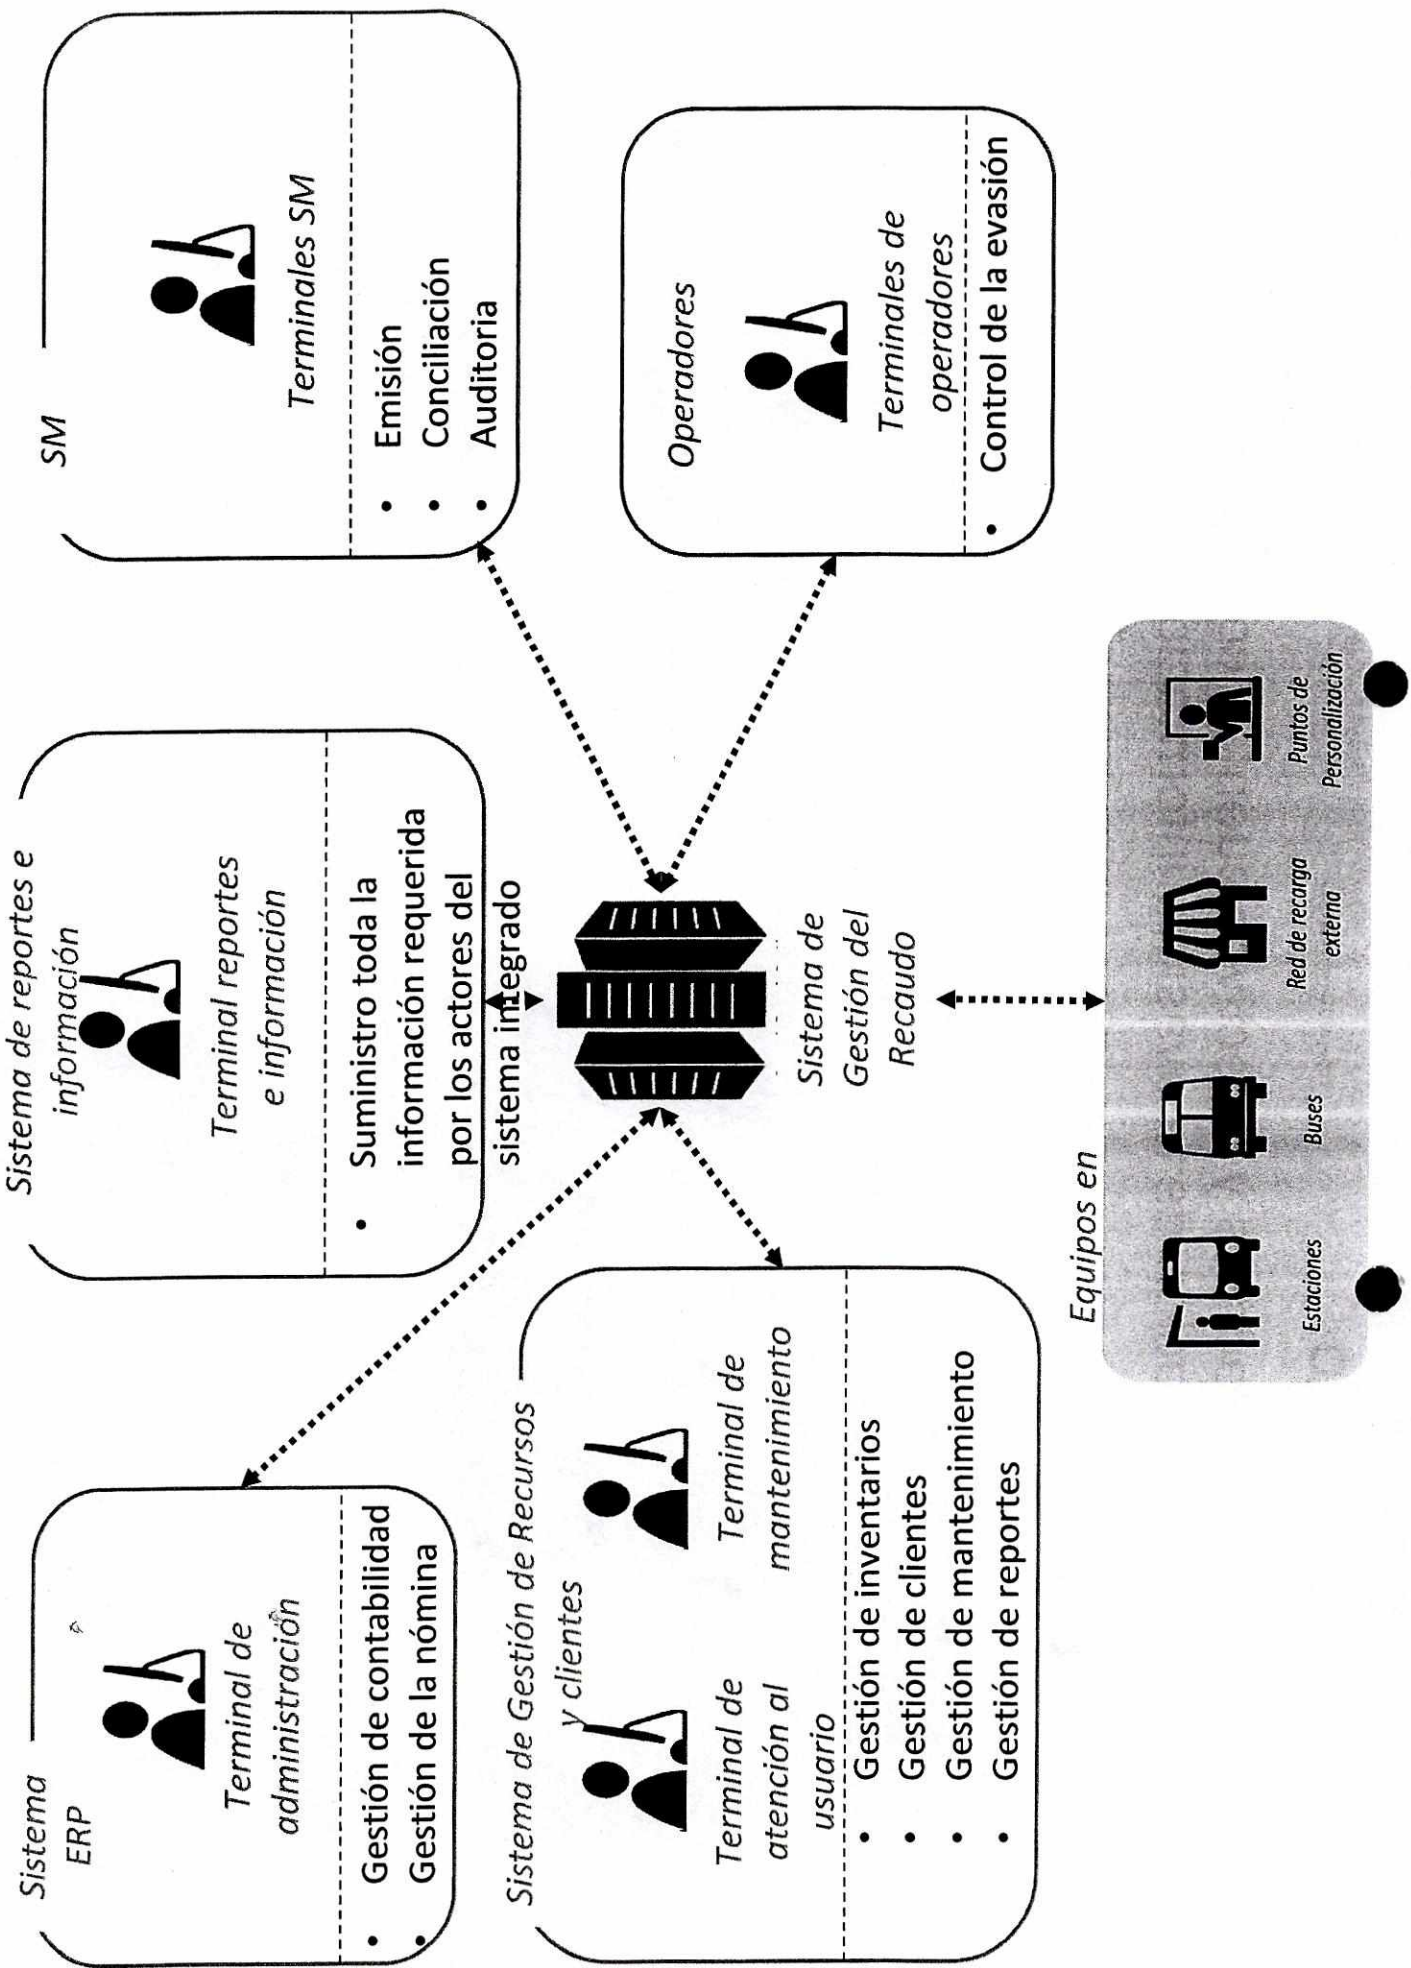 Sistema
ERP
Terminal de
administración
• Gestión de contabilidad
• Gestión de la nómina
Sistema de reportes e
información
Terminal reportes
e información
• Suministro toda la
información requerida
por los actores del
sistema integrado
SM
Terminales SM
• Emisión
• Conciliación
• Auditoria
Sistema de Gestión de Recursos
y clientes
Terminal de
atención al
usuario
Terminal de
mantenimiento
• Gestión de inventarios
• Gestión de clientes
• Gestión de mantenimiento
• Gestión de reportes
Sistema de
Gestión del
Recaudo
Operadores
Terminales de
operadores
• Control de la evasión
Equipos en
Estaciones
Buses
Red de recarga
externa
Puntos de
Personalización